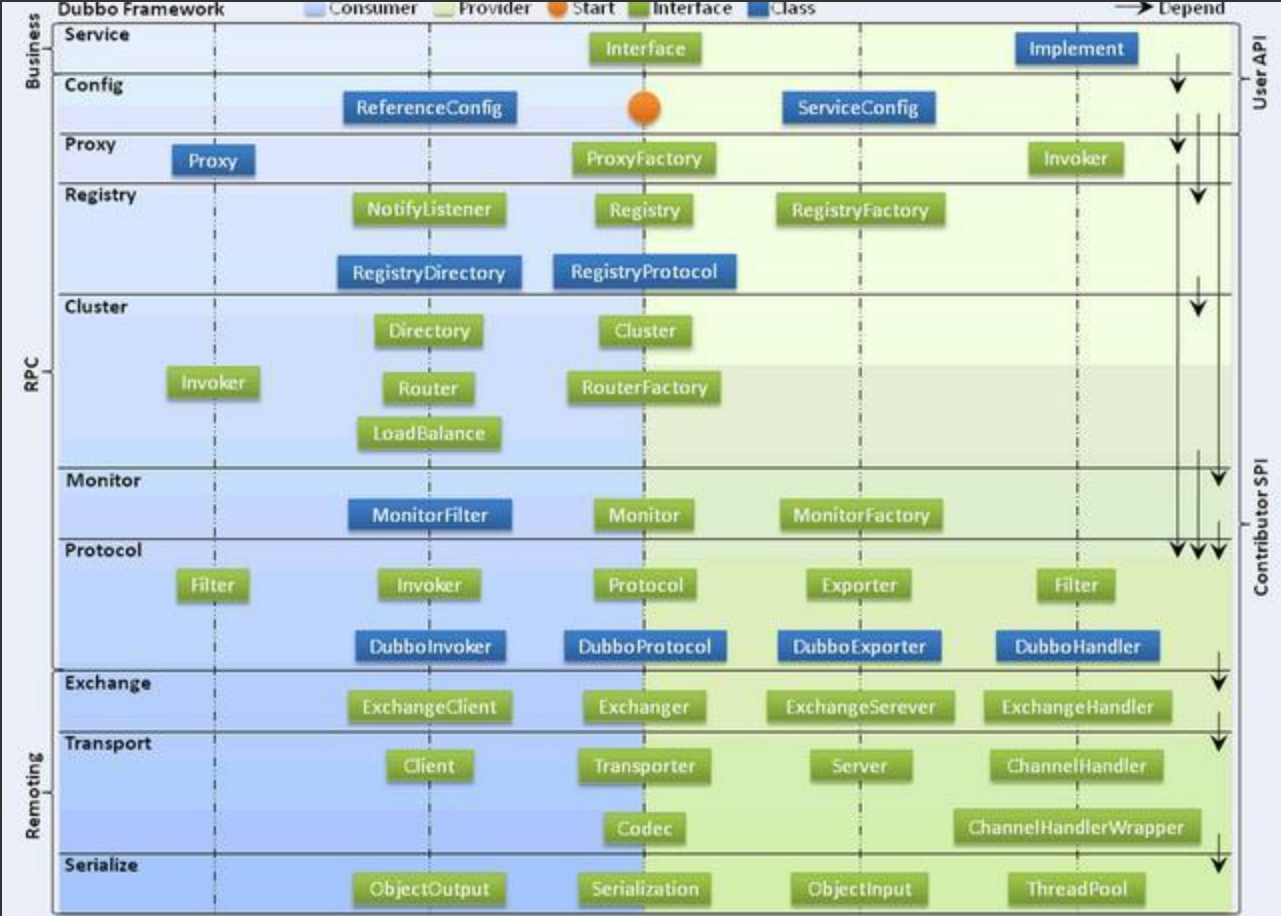 Dubbo Framework Consumer Provider Start Interface Class Depend
Business
Service
Interface Implement
User API
Config
ReferenceConfig ServiceConfig
Proxy
Proxy ProxyFactory Invoker
Registry
NotifyListener Registry RegistryFactory
RegistryDirectory RegistryProtocol
Cluster
Directory Cluster
RPC
Invoker Router RouterFactory
LoadBalance
Monitor
MonitorFilter Monitor MonitorFactory
Contributor SPI
Protocol
Filter Invoker Protocol Exporter Filter
DubboInvoker DubboProtocol DubboExporter DubboHandler
Exchange
ExchangeClient Exchanger ExchangeSerever ExchangeHandler
Transport
Client Transporter Server ChannelHandler
Remoting
Codec ChannelHandlerWrapper
Serialize
ObjectOutput Serialization ObjectInput ThreadPool